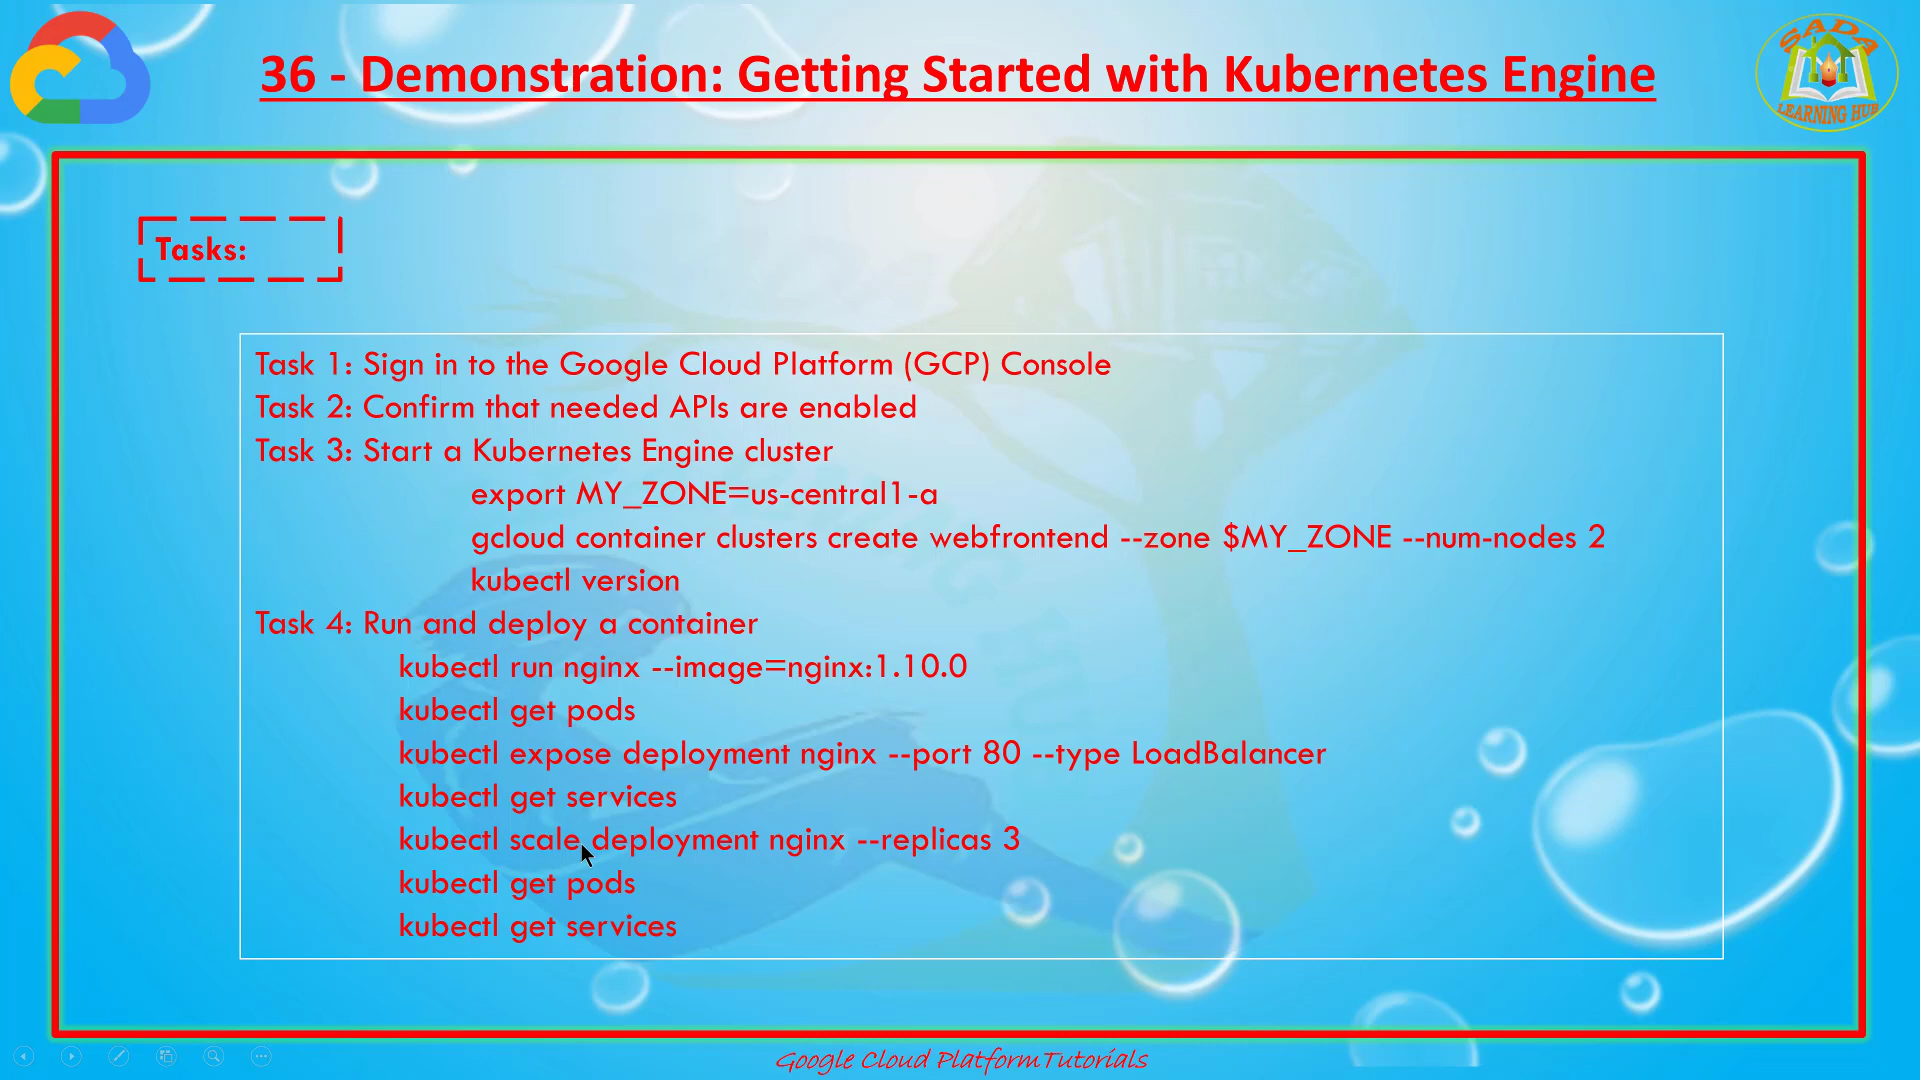 36 - Demonstration: Getting Started with Kubernetes Engine
SADA
LEARNING HUB
Tasks:
Task 1: Sign in to the Google Cloud Platform (GCP) Console
Task 2: Confirm that needed APIs are enabled
Task 3: Start a Kubernetes Engine cluster
export MY_ZONE=us-central1-a
gcloud container clusters create webfrontend --zone $MY_ZONE --num-nodes 2
kubectl version
Task 4: Run and deploy a container
kubectl run nginx --image=nginx:1.10.0
kubectl get pods
kubectl expose deployment nginx --port 80 --type LoadBalancer
kubectl get services
kubectl scale deployment nginx --replicas 3
kubectl get pods
kubectl get services
Google Cloud Platform Tutorials